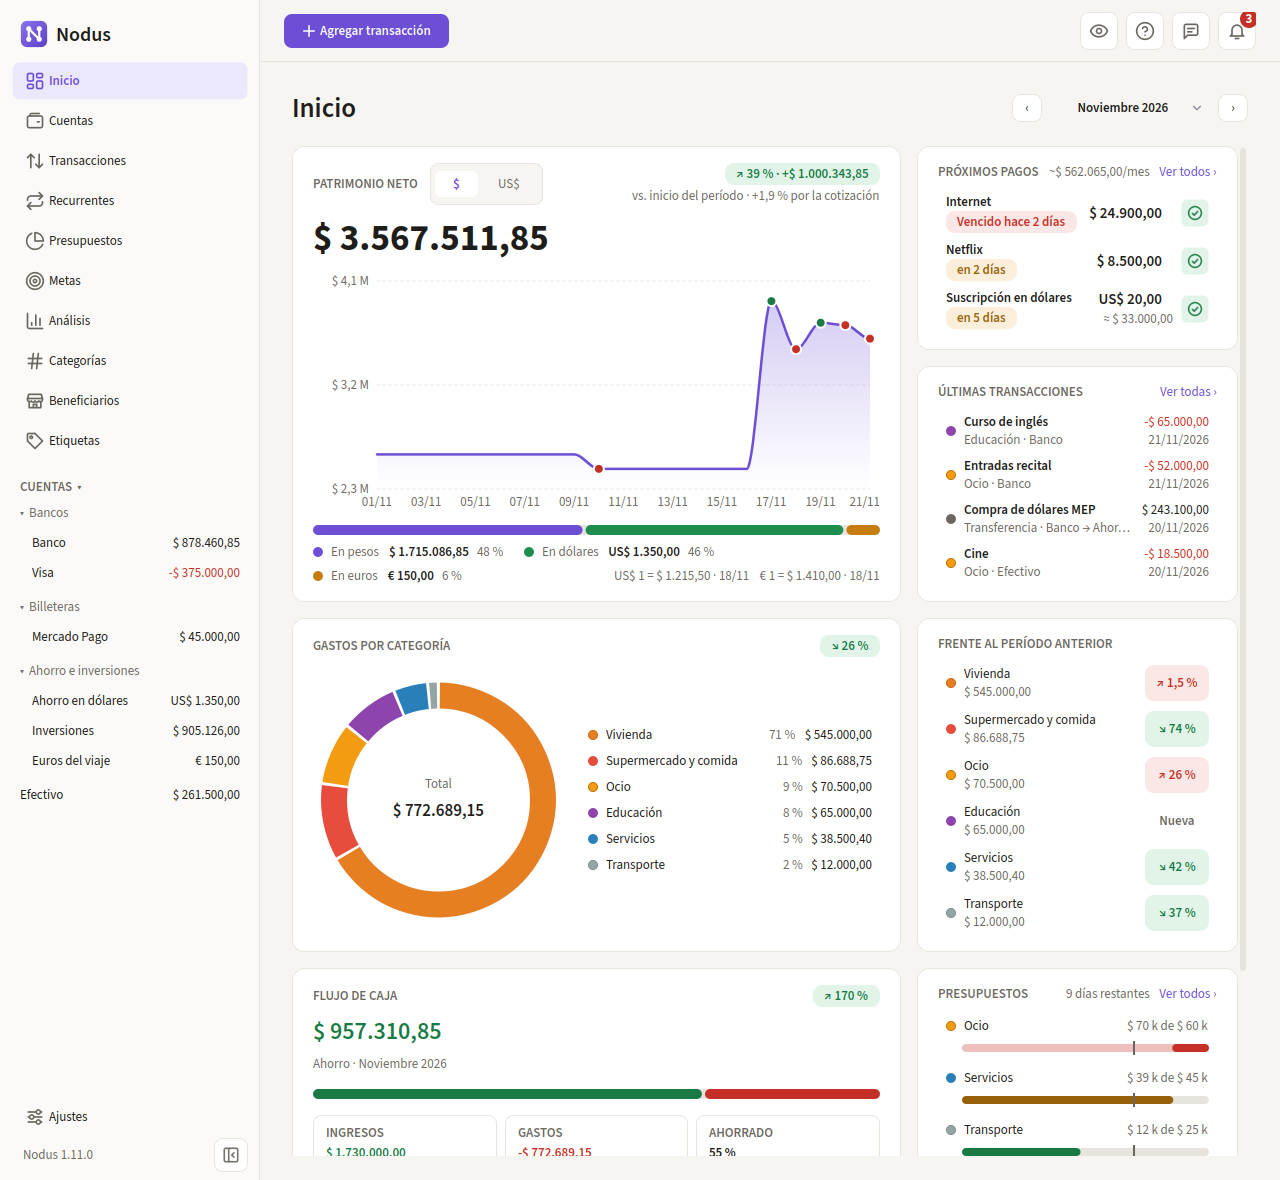 Nodus
Inicio
Cuentas
Transacciones
Recurrentes
Presupuestos
Metas
Análisis
Categorías
Beneficiarios
Etiquetas
CUENTAS
Bancos
Banco $ 878.460,85
Visa -$ 375.000,00
Billeteras
Mercado Pago $ 45.000,00
Ahorro e inversiones
Ahorro en dólares US$ 1.350,00
Inversiones $ 905.126,00
Euros del viaje € 150,00
Efectivo $ 261.500,00
Ajustes
Nodus 1.11.0
+ Agregar transacción
3
Inicio
‹ Noviembre 2026 ›
PATRIMONIO NETO $ US$
↗ 39 % · +$ 1.000.343,85
vs. inicio del período · +1,9 % por la cotización
$ 3.567.511,85
$ 4,1 M
$ 3,2 M
$ 2,3 M
01/11 03/11 05/11 07/11 09/11 11/11 13/11 15/11 17/11 19/11 21/11
En pesos $ 1.715.086,85 48 % En dólares US$ 1.350,00 46 %
En euros € 150,00 6 % US$ 1 = $ 1.215,50 · 18/11 € 1 = $ 1.410,00 · 18/11
PRÓXIMOS PAGOS ~$ 562.065,00/mes Ver todos ›
Internet
Vencido hace 2 días
$ 24.900,00
Netflix
en 2 días
$ 8.500,00
Suscripción en dólares
en 5 días
US$ 20,00
≈ $ 33.000,00
ÚLTIMAS TRANSACCIONES Ver todas ›
Curso de inglés -$ 65.000,00
Educación · Banco 21/11/2026
Entradas recital -$ 52.000,00
Ocio · Banco 21/11/2026
Compra de dólares MEP $ 243.100,00
Transferencia · Banco → Ahor… 20/11/2026
Cine -$ 18.500,00
Ocio · Efectivo 20/11/2026
GASTOS POR CATEGORÍA ↘ 26 %
Total
$ 772.689,15
Vivienda 71 % $ 545.000,00
Supermercado y comida 11 % $ 86.688,75
Ocio 9 % $ 70.500,00
Educación 8 % $ 65.000,00
Servicios 5 % $ 38.500,40
Transporte 2 % $ 12.000,00
FRENTE AL PERÍODO ANTERIOR
Vivienda
$ 545.000,00
↗ 1,5 %
Supermercado y comida
$ 86.688,75
↘ 74 %
Ocio
$ 70.500,00
↗ 26 %
Educación
$ 65.000,00
Nueva
Servicios
$ 38.500,40
↘ 42 %
Transporte
$ 12.000,00
↘ 37 %
FLUJO DE CAJA ↗ 170 %
$ 957.310,85
Ahorro · Noviembre 2026
INGRESOS
$ 1.730.000,00
GASTOS
-$ 772.689,15
AHORRADO
55 %
PRESUPUESTOS 9 días restantes Ver todos ›
Ocio $ 70 k de $ 60 k
Servicios $ 39 k de $ 45 k
Transporte $ 12 k de $ 25 k